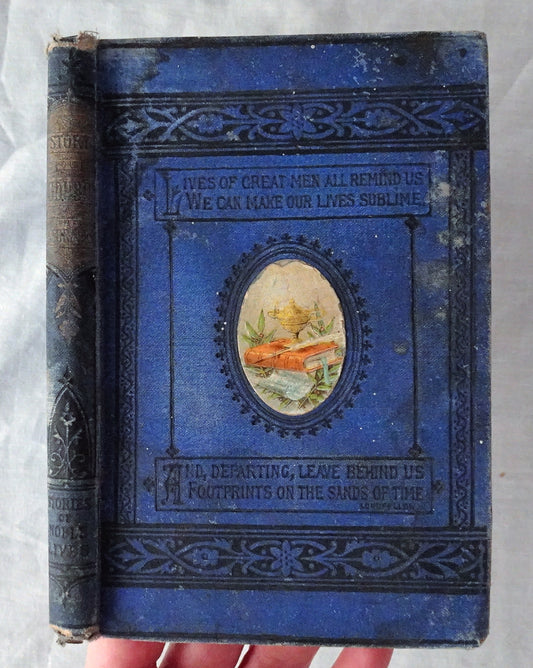 LIVES OF GREAT MEN ALL REMIND US
WE CAN MAKE OUR LIVES SUBLIME,
AND, DEPARTING, LEAVE BEHIND US
FOOTPRINTS ON THE SANDS OF TIME.
LONGFELLOW.
STORY
STORIES
OF
NOBLE
LIVES